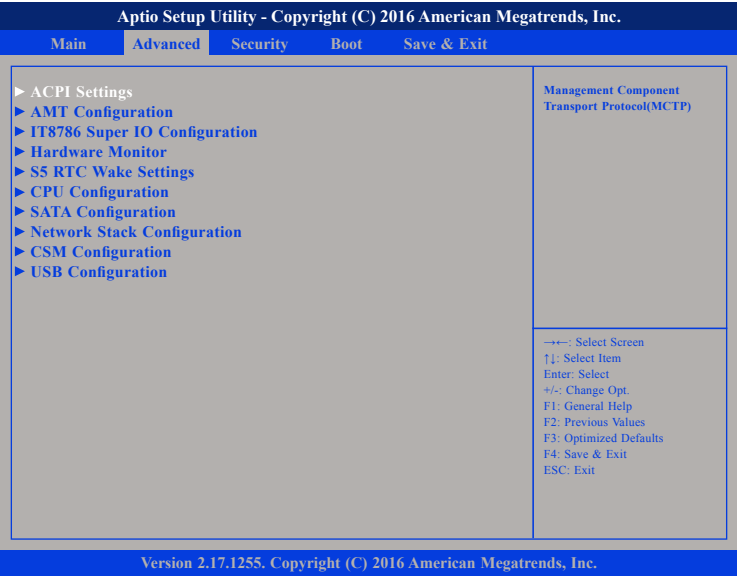 Aptio Setup Utility - Copyright (C) 2016 American Megatrends, Inc.
Main Advanced Security Boot Save & Exit
► ACPI Settings
► AMT Configuration
► IT8786 Super IO Configuration
► Hardware Monitor
► S5 RTC Wake Settings
► CPU Configuration
► SATA Configuration
► Network Stack Configuration
► CSM Configuration
► USB Configuration
Management Component
Transport Protocol(MCTP)
→←: Select Screen
↑↓: Select Item
Enter: Select
+/-: Change Opt.
F1: General Help
F2: Previous Values
F3: Optimized Defaults
F4: Save & Exit
ESC: Exit
Version 2.17.1255. Copyright (C) 2016 American Megatrends, Inc.